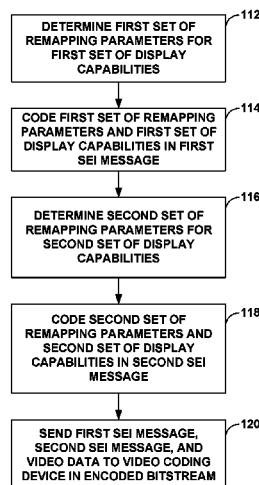 DETERMINE FIRST SET OF
REMAPPING PARAMETERS FOR
FIRST SET OF DISPLAY
CAPABILITIES
112
CODE FIRST SET OF REMAPPING
PARAMETERS AND FIRST SET OF
DISPLAY CAPABILITIES IN FIRST
SEI MESSAGE
114
DETERMINE SECOND SET OF
REMAPPING PARAMETERS FOR
SECOND SET OF DISPLAY
CAPABILITIES
116
CODE SECOND SET OF
REMAPPING PARAMETERS AND
SECOND SET OF DISPLAY
CAPABILITIES IN SECOND SEI
MESSAGE
118
SEND FIRST SEI MESSAGE,
SECOND SEI MESSAGE, AND
VIDEO DATA TO VIDEO CODING
DEVICE IN ENCODED BITSTREAM
120